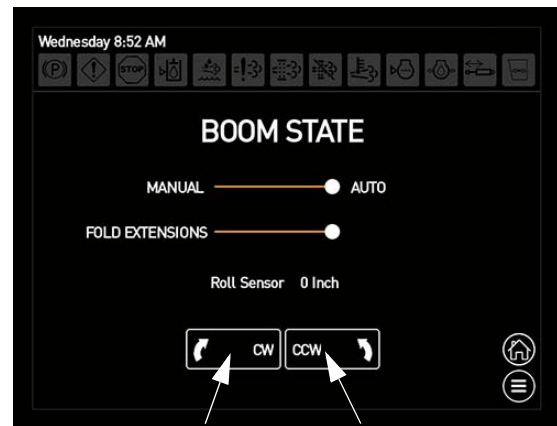 Wednesday 8:52 AM
(P) STOP
BOOM STATE
MANUAL AUTO
FOLD EXTENSIONS
Roll Sensor 0 Inch
CW CCW